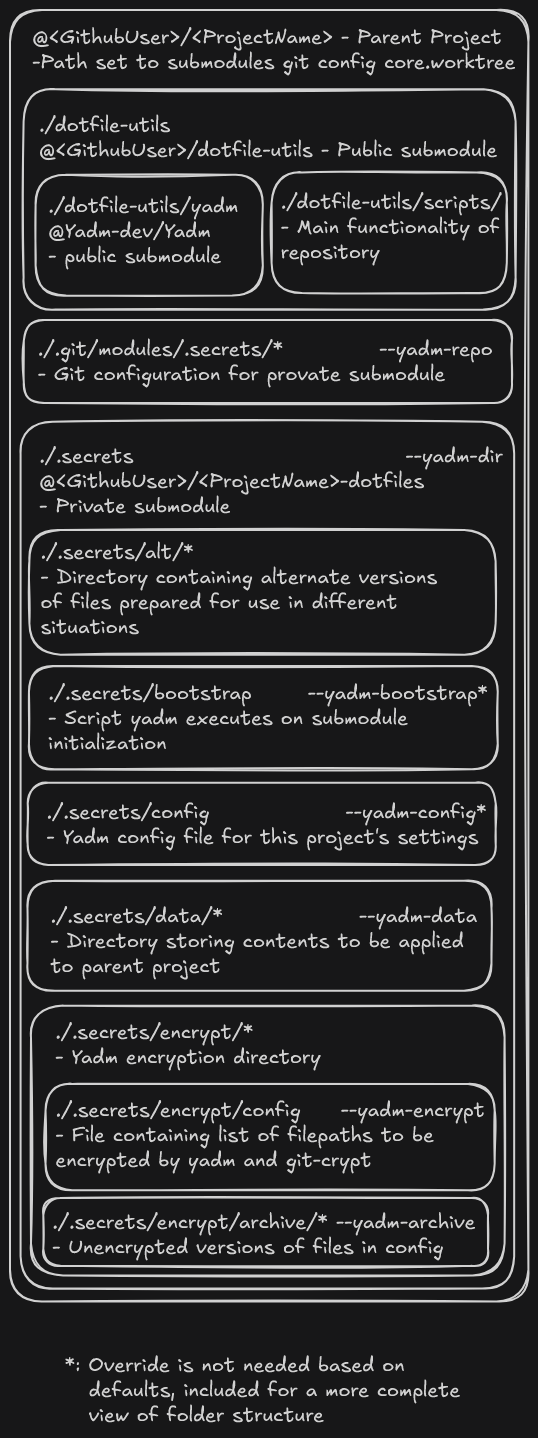 @<GithubUser>/<ProjectName> - Parent Project
-Path set to submodules git config core.worktree
./dotfile-utils
@<GithubUser>/dotfile-utils - Public submodule
./dotfile-utils/yadm
@Yadm-dev/Yadm
- public submodule
./dotfile-utils/scripts/
- Main functionality of
repository
./.git/modules/.secrets/* --yadm-repo
- Git configuration for provate submodule
./.secrets --yadm-dir
@<GithubUser>/<ProjectName>-dotfiles
- Private submodule
./.secrets/alt/*
- Directory containing alternate versions
of files prepared for use in different
situations
./.secrets/bootstrap --yadm-bootstrap*
- Script yadm executes on submodule
initialization
./.secrets/config --yadm-config*
- Yadm config file for this project's settings
./.secrets/data/* --yadm-data
- Directory storing contents to be applied
to parent project
./.secrets/encrypt/*
- Yadm encryption directory
./.secrets/encrypt/config --yadm-encrypt
- File containing list of filepaths to be
encrypted by yadm and git-crypt
./.secrets/encrypt/archive/* --yadm-archive
- Unencrypted versions of files in config
*: Override is not needed based on
defaults, included for a more complete
view of folder structure